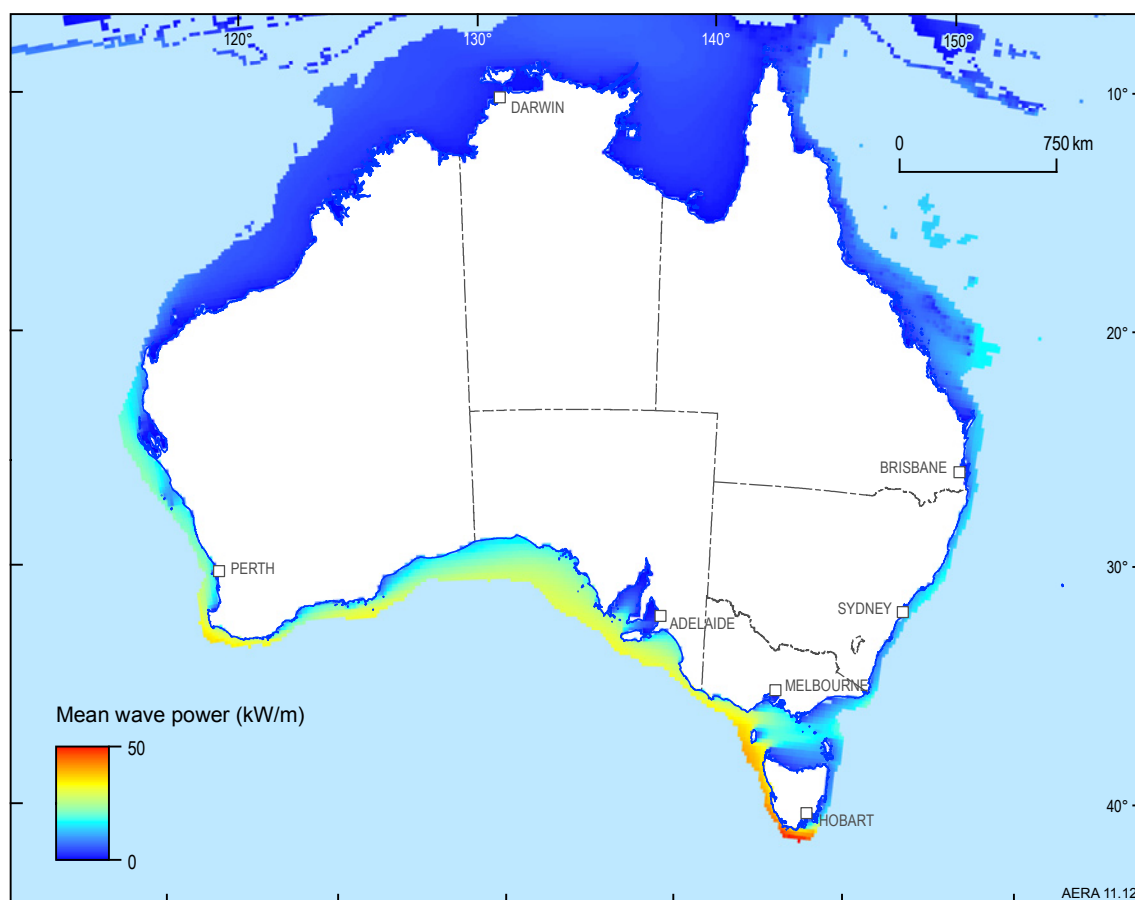 120°
130°
140°
150°
10°
DARWIN
0
750 km
20°
BRISBANE
30°
PERTH
SYDNEY
ADELAIDE
MELBOURNE
Mean wave power (kW/m)
50
0
40°
HOBART
AERA 11.12